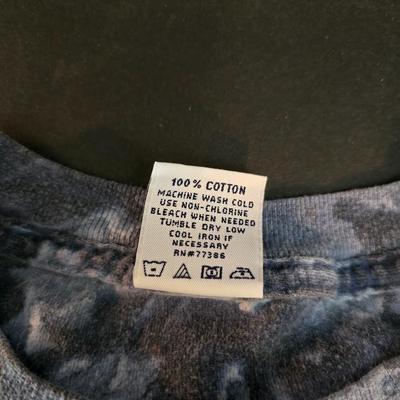 100% COTTON
MACHINE WASH COLD
USE NON-CHLORINE
BLEACH WHEN NEEDED
TUMBLE DRY LOW
COOL IRON IF
NECESSARY
RN#77386